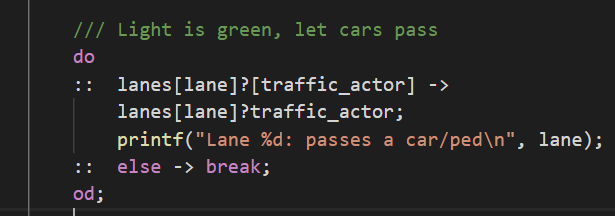 /// Light is green, let cars pass
do
:: lanes[lane]?[traffic_actor] ->
lanes[lane]?traffic_actor;
printf("Lane %d: passes a car/ped\n", lane);
:: else -> break;
od;